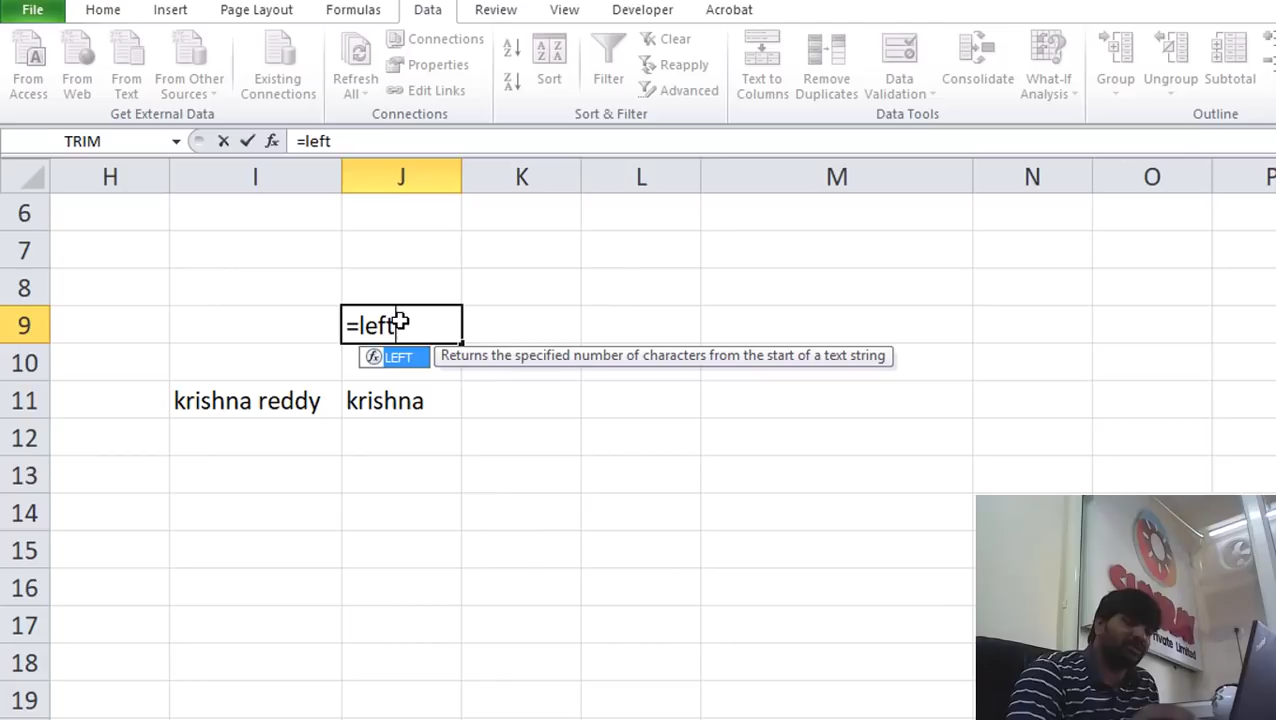 File Home Insert Page Layout Formulas Data Review View Developer Acrobat
From Access
From Web
From Text
From Other Sources
Existing Connections
Refresh All
Connections
Properties
Edit Links
Sort
Filter
Clear
Reapply
Advanced
Text to Columns
Remove Duplicates
Data Validation
Consolidate
What-If Analysis
Group
Ungroup
Subtotal
Get External Data Connections Sort & Filter Data Tools Outline
TRIM fx =left
H I J K L M N O P
6
7
8
9 =left
LEFT Returns the specified number of characters from the start of a text string
10
11 krishna reddy krishna
12
13
14
15
16
17
18
19
Limited